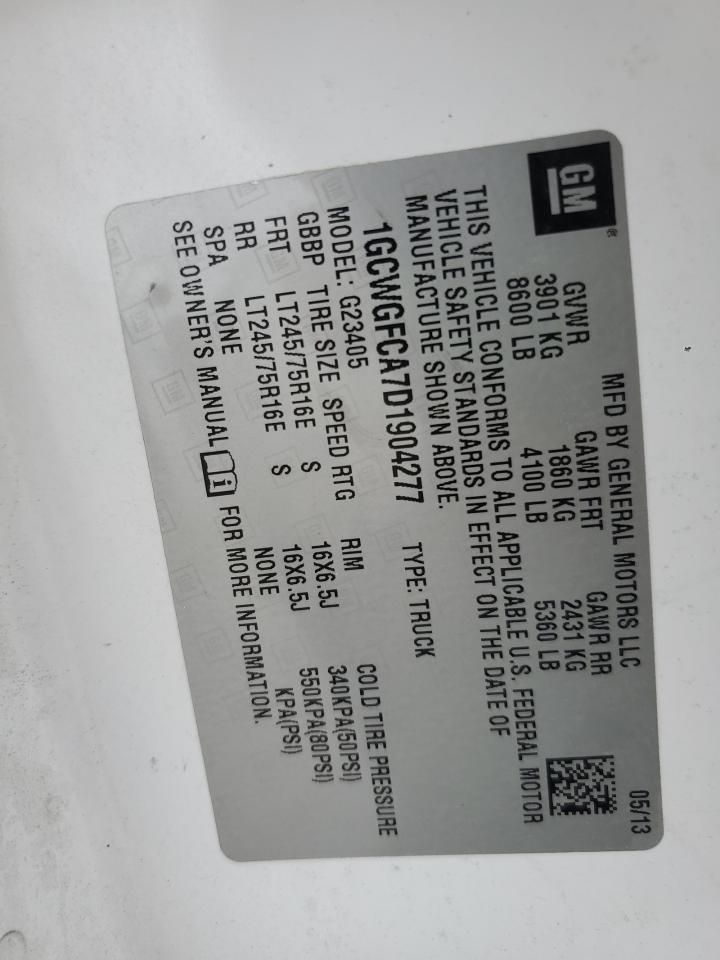 GM®
MFD BY GENERAL MOTORS LLC 05/13
GVWR GAWR FRT GAWR RR
3901 KG 1860 KG 2431 KG
8600 LB 4100 LB 5360 LB
THIS VEHICLE CONFORMS TO ALL APPLICABLE U.S. FEDERAL MOTOR
VEHICLE SAFETY STANDARDS IN EFFECT ON THE DATE OF
MANUFACTURE SHOWN ABOVE.
1GCWGFCA7D1904277 TYPE: TRUCK
MODEL: G23405
GBBP TIRE SIZE SPEED RTG RIM COLD TIRE PRESSURE
FRT LT245/75R16E S 16X6.5J 340KPA(50PSI)
RR LT245/75R16E S 16X6.5J 550KPA(80PSI)
SPA NONE NONE KPA(PSI)
SEE OWNER'S MANUAL i FOR MORE INFORMATION.